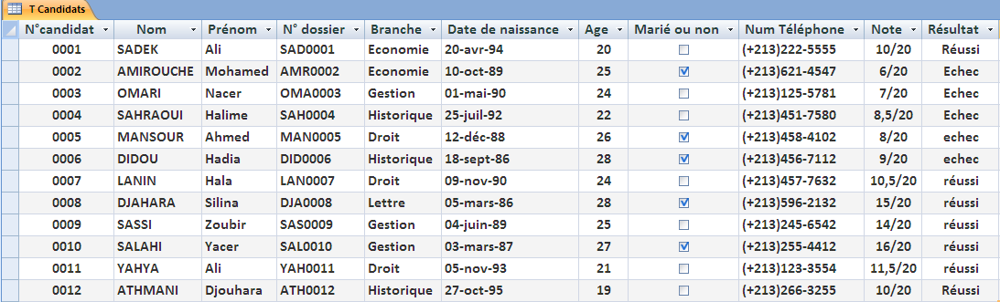 T Candidats
N°candidat Nom Prénom N° dossier Branche Date de naissance Age Marié ou non Num Téléphone Note Résultat
0001 SADEK Ali SAD0001 Economie 20-avr-94 20 (+213)222-5555 10/20 Réussi
0002 AMIROUCHE Mohamed AMR0002 Economie 10-oct-89 25 (+213)621-4547 6/20 Echec
0003 OMARI Nacer OMA0003 Gestion 01-mai-90 24 (+213)125-5781 7/20 Echec
0004 SAHRAOUI Halime SAH0004 Historique 25-juil-92 22 (+213)451-7580 8,5/20 Echec
0005 MANSOUR Ahmed MAN0005 Droit 12-déc-88 26 (+213)458-4102 8/20 echec
0006 DIDOU Hadia DID0006 Historique 18-sept-86 28 (+213)456-7112 9/20 echec
0007 LANIN Hala LAN0007 Droit 09-nov-90 24 (+213)457-7632 10,5/20 réussi
0008 DJAHARA Silina DJA0008 Lettre 05-mars-86 28 (+213)596-2132 15/20 réussi
0009 SASSI Zoubir SAS0009 Gestion 04-juin-89 25 (+213)245-6542 14/20 réussi
0010 SALAHI Yacer SAL0010 Gestion 03-mars-87 27 (+213)255-4412 16/20 réussi
0011 YAHYA Ali YAH0011 Droit 05-nov-93 21 (+213)123-3554 11,5/20 réussi
0012 ATHMANI Djouhara ATH0012 Historique 27-oct-95 19 (+213)266-3255 10/20 Réussi